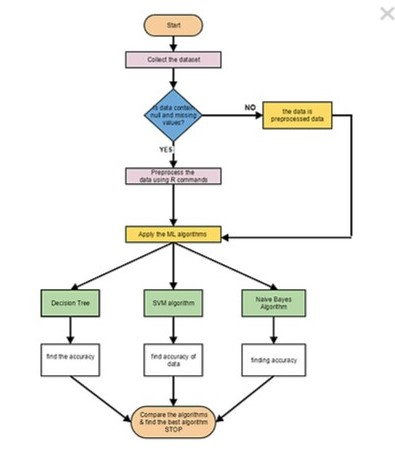 Start
Collect the dataset
data contain
null and missing
values?
NO
the data is
preprocessed data
YES
Preprocess the
data using R commands
Apply the ML algorithms
Decision Tree
SVM algorithm
Naive Bayes
Algorithm
find the accuracy
find accuracy of
data
finding accuracy
Compare the algorithms
& find the best algorithm
STOP